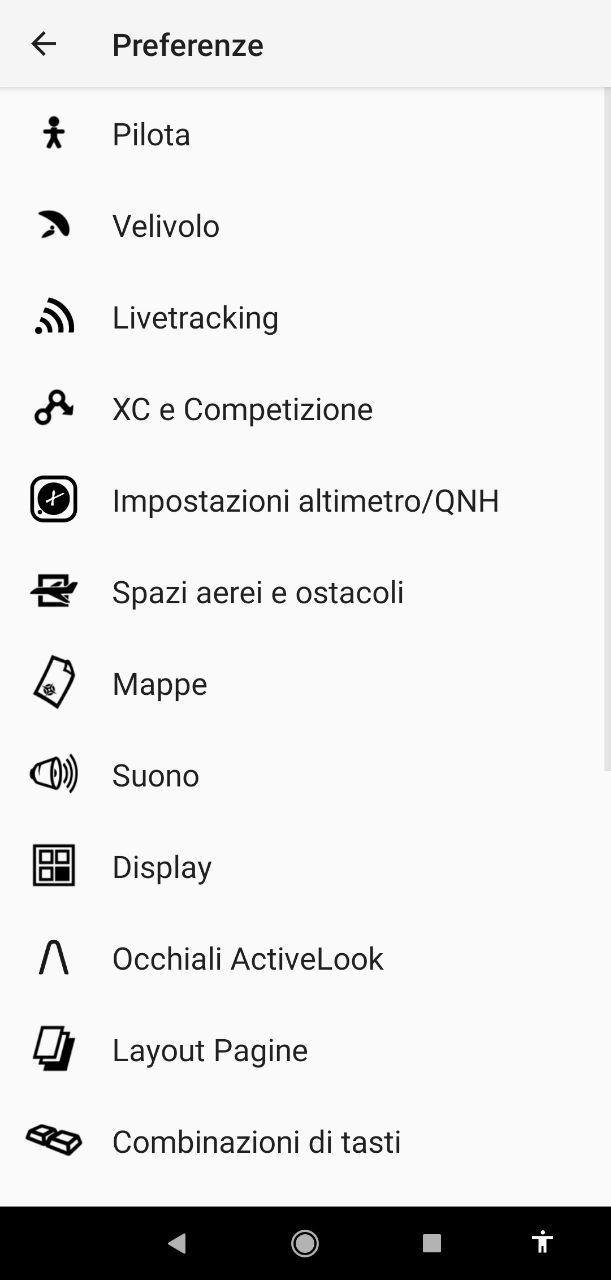 Preferenze
Pilota
Velivolo
Livetracking
XC e Competizione
Impostazioni altimetro/QNH
Spazi aerei e ostacoli
Mappe
Suono
Display
Occhiali ActiveLook
Layout Pagine
Combinazioni di tasti